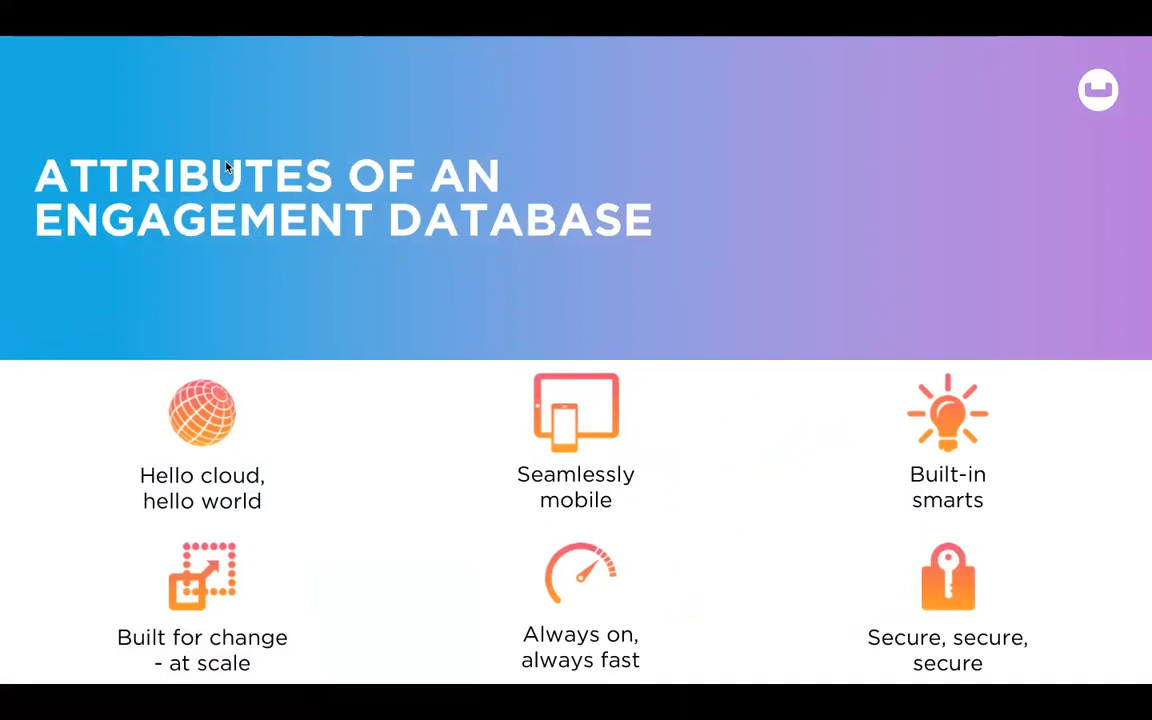 ATTRIBUTES OF AN
ENGAGEMENT DATABASE
Hello cloud,
hello world
Seamlessly
mobile
Built-in
smarts
Built for change
- at scale
Always on,
always fast
Secure, secure,
secure